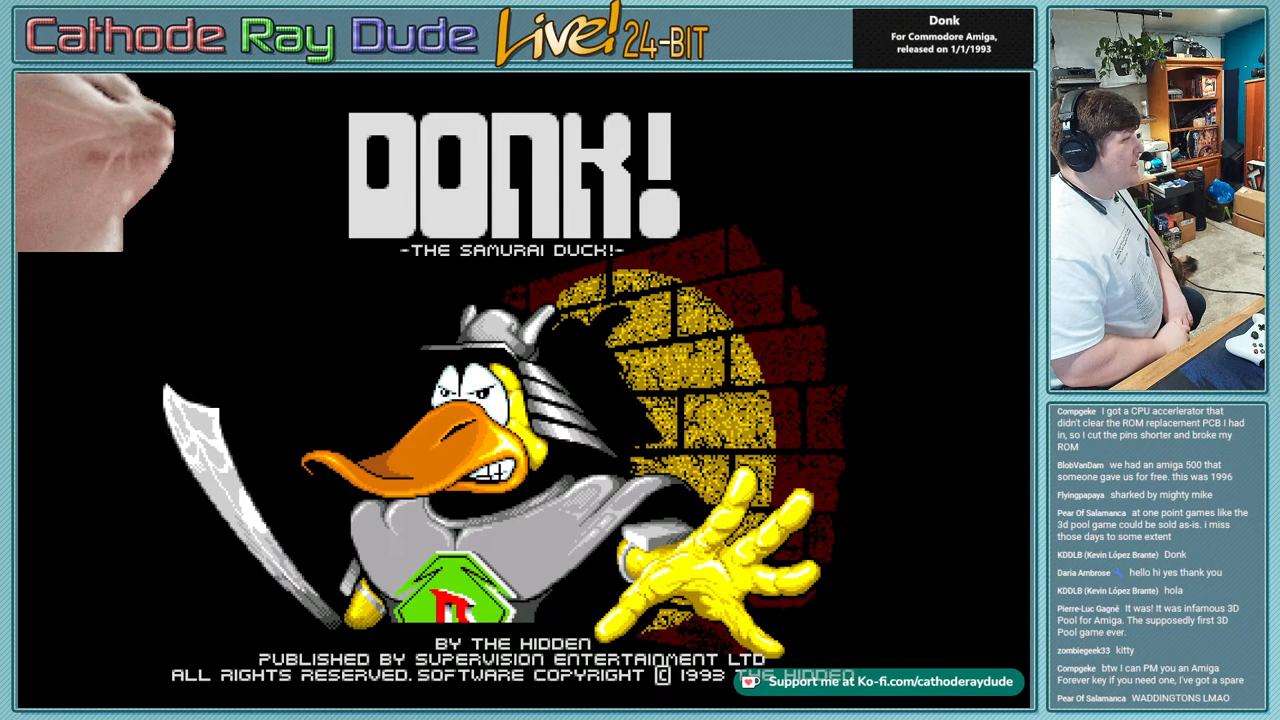 Cathode Ray Dude Live! 24-BIT
Donk
For Commodore Amiga,
released on 1/1/1993
DONK!
-THE SAMURAI DUCK!-
BY THE HIDDEN
PUBLISHED BY SUPERVISION ENTERTAINMENT LTD
ALL RIGHTS RESERVED. SOFTWARE COPYRIGHT © 1993 THE HIDDEN
Support me at Ko-fi.com/cathoderaydude
Compgeke I got a CPU accerlerator that
didn't clear the ROM replacement PCB I had
in, so I cut the pins shorter and broke my
ROM
BlobVanDam we had an amiga 500 that
someone gave us for free. this was 1996
Flyingpapaya sharked by mighty mike
Pear Of Salamanca at one point games like the
3d pool game could be sold as-is. i miss
those days to some extent
KDDLB (Kevin López Brante) Donk
Daria Ambrose hello hi yes thank you
KDDLB (Kevin López Brante) hola
Pierre-Luc Gagné It was! It was infamous 3D
Pool for Amiga. The supposedly first 3D
Pool game ever.
zombiegeek33 kitty
Compgeke btw I can PM you an Amiga
Forever key if you need one, I've got a spare
Pear Of Salamanca WADDINGTONS LMAO